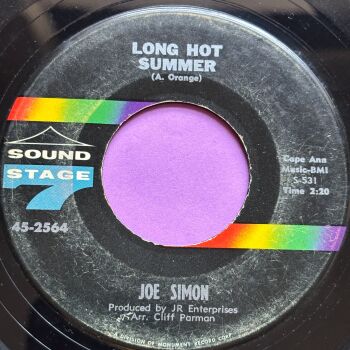 LONG HOT
SUMMER
(A. Orange)
SOUND
STAGE
7
45-2564
Cape Ann
Music-BMI
S-531
Time 2:20
JOE SIMON
Produced by JR Enterprises
Arr. Cliff Parman
A DIVISION OF MONUMENT RECORD CORP.